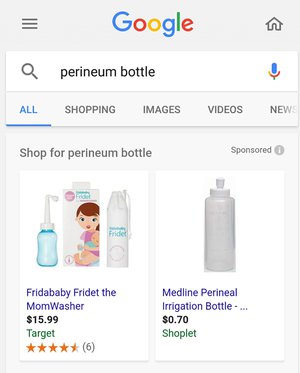 Google
perineum bottle
ALL SHOPPING IMAGES VIDEOS NEWS
Shop for perineum bottle Sponsored
Fridababy
Fridet
Fridababy Fridet the
MomWasher
$15.99
Target
(6)
Medline Perineal
Irrigation Bottle - ...
$0.70
Shoplet